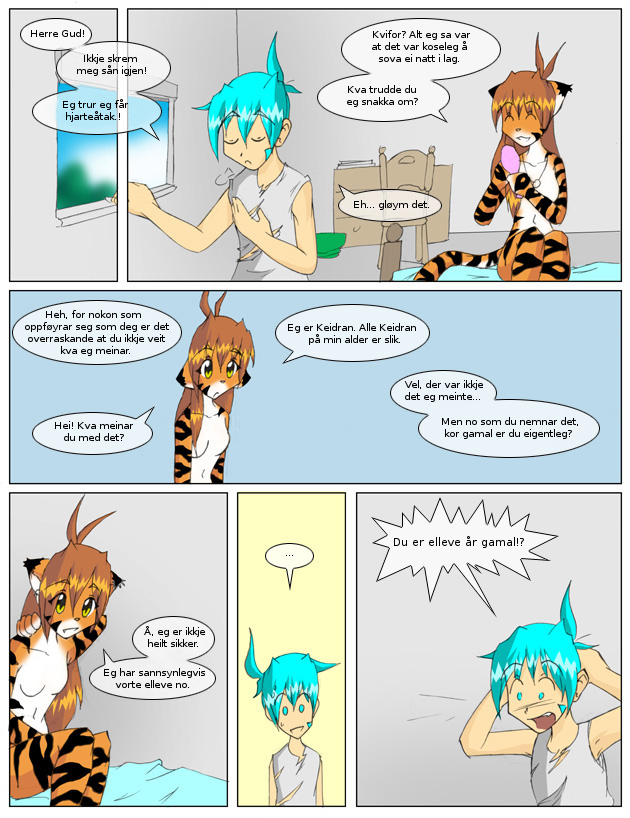 Herre Gud!
Ikkje skrem
meg sån igjen!
Eg trur eg får
hjarteåtak.!
Kvifor? Alt eg sa var
at det var koseleg å
sova ei natt i lag.
Kva trudde du
eg snakka om?
Eh... gløym det.
Heh, for nokon som
oppføyrar seg som deg er det
overraskande at du ikkje veit
kva eg meinar.
Hei! Kva meinar
du med det?
Eg er Keidran. Alle Keidran
på min alder er slik.
Vel, der var ikkje
det eg meinte...
Men no som du nemnar det,
kor gamal er du eigentleg?
Å, eg er ikkje
heilt sikker.
Eg har sannsynlegvis
vorte elleve no.
...
Du er elleve år gamal!?